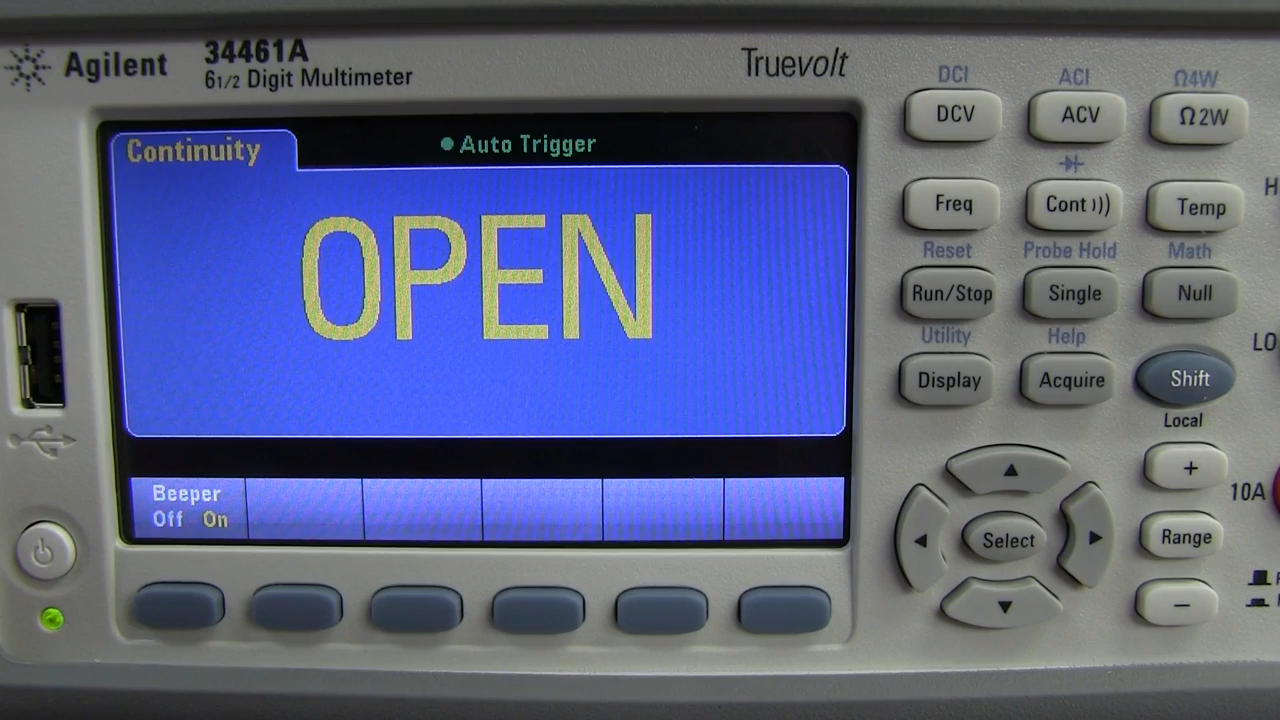 Agilent
34461A
6 1/2 Digit Multimeter
Truevolt
Continuity
Auto Trigger
OPEN
Beeper
Off On
DCI
ACI
Ω4W
DCV
ACV
Ω2W
Freq
Cont
Temp
Reset
Probe Hold
Math
Run/Stop
Single
Null
Utility
Help
Display
Acquire
Shift
Local
+
Select
Range
−
H
LO
10A